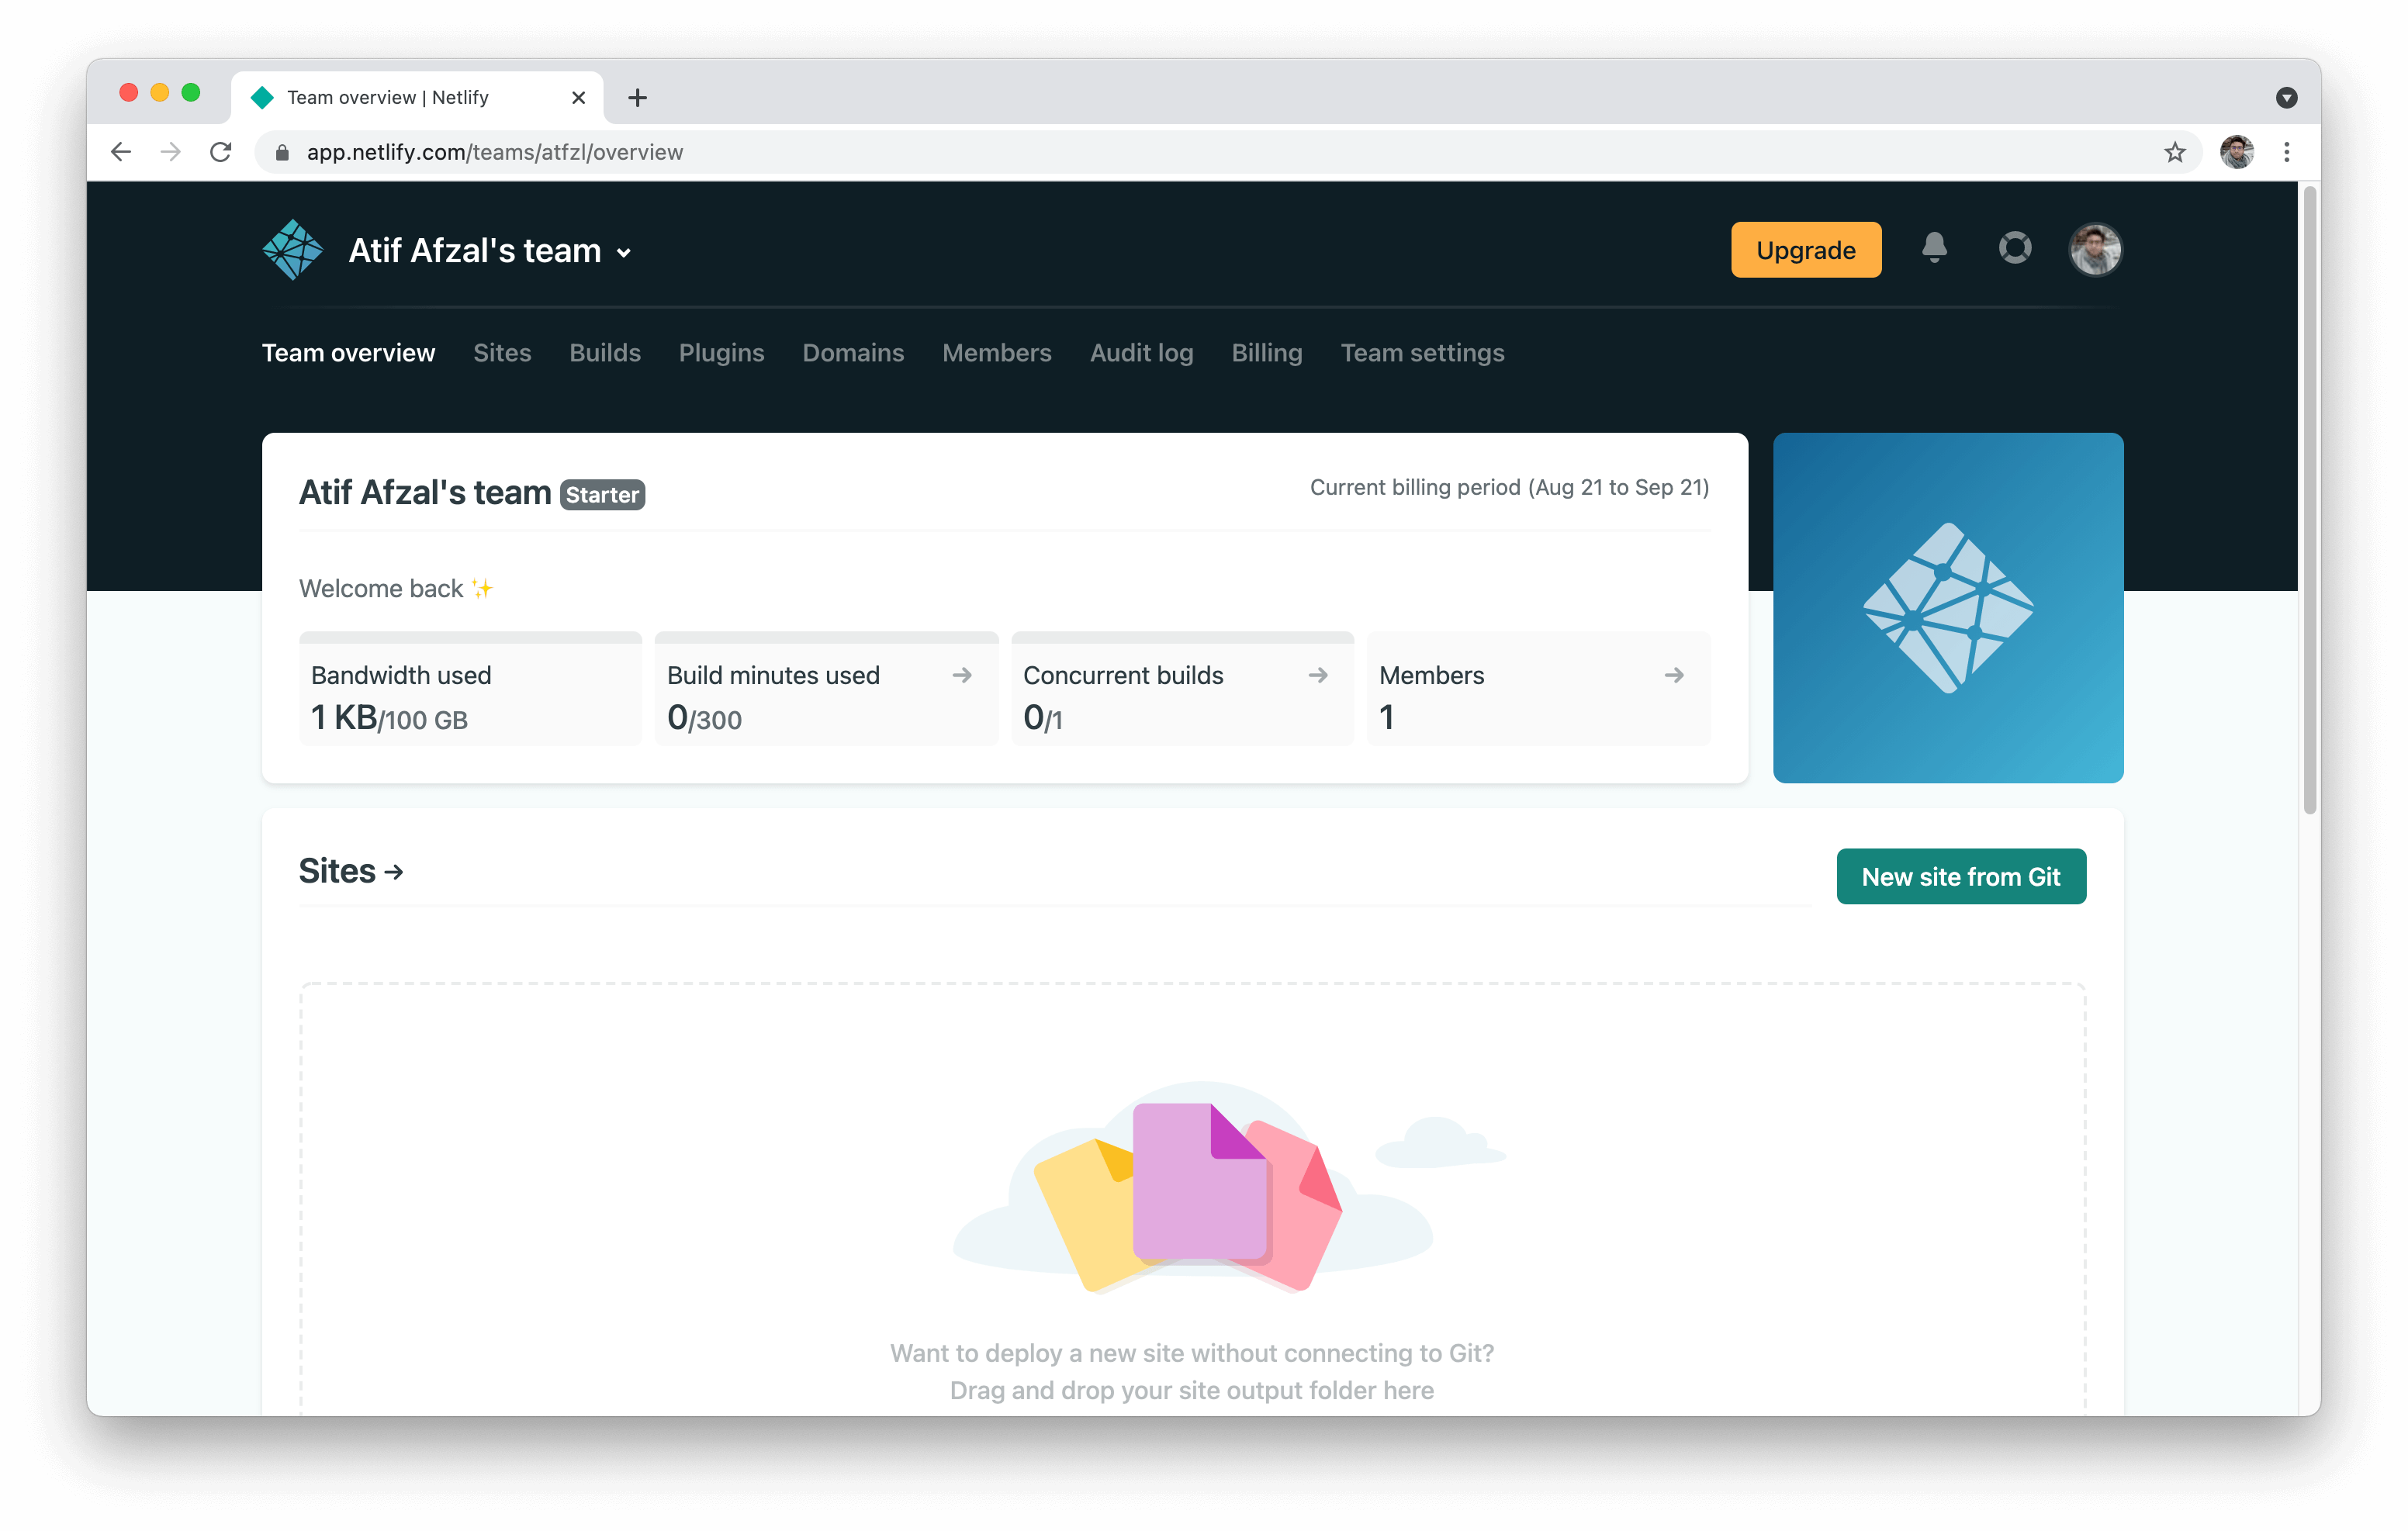 Team overview | Netlify
app.netlify.com/teams/atfzl/overview
Atif Afzal's team
Upgrade
Team overview Sites Builds Plugins Domains Members Audit log Billing Team settings
Atif Afzal's team Starter
Current billing period (Aug 21 to Sep 21)
Welcome back ✨
Bandwidth used
1 KB/100 GB
Build minutes used →
0/300
Concurrent builds →
0/1
Members →
1
Sites →
New site from Git
Want to deploy a new site without connecting to Git?
Drag and drop your site output folder here